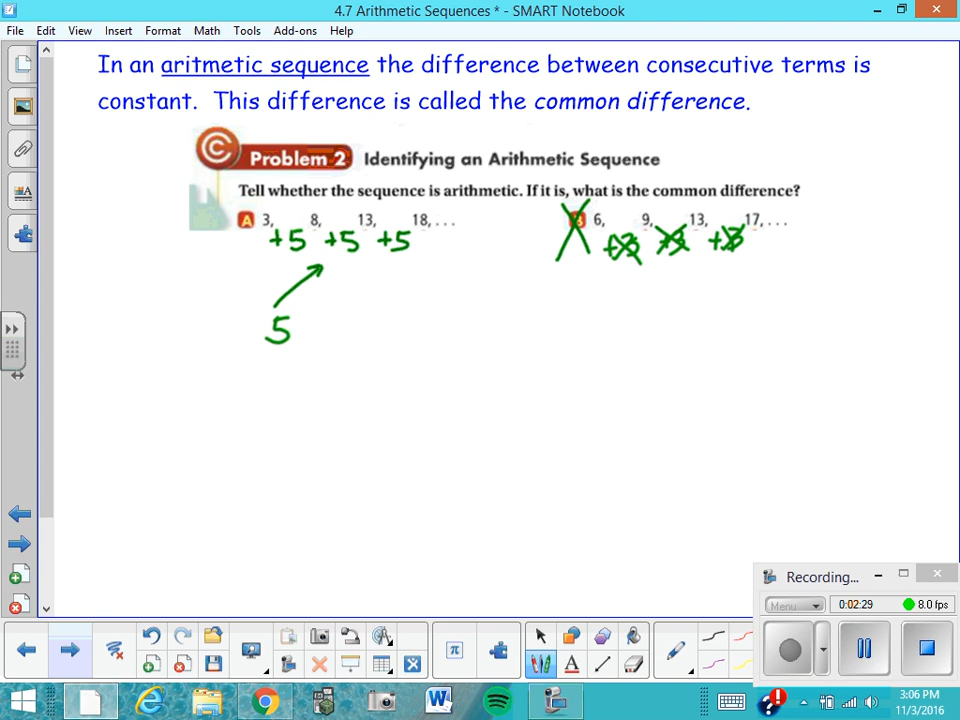 4.7 Arithmetic Sequences * - SMART Notebook
File Edit View Insert Format Math Tools Add-ons Help
In an aritmetic sequence the difference between consecutive terms is
constant. This difference is called the common difference.
C Problem 2 Identifying an Arithmetic Sequence
Tell whether the sequence is arithmetic. If it is, what is the common difference?
A 3, 8, 13, 18, . . .
+5 +5 +5
5
6, 9, 13, 17, . . .
Recording...
Menu 0:02:29 8.0 fps
3:06 PM
11/3/2016